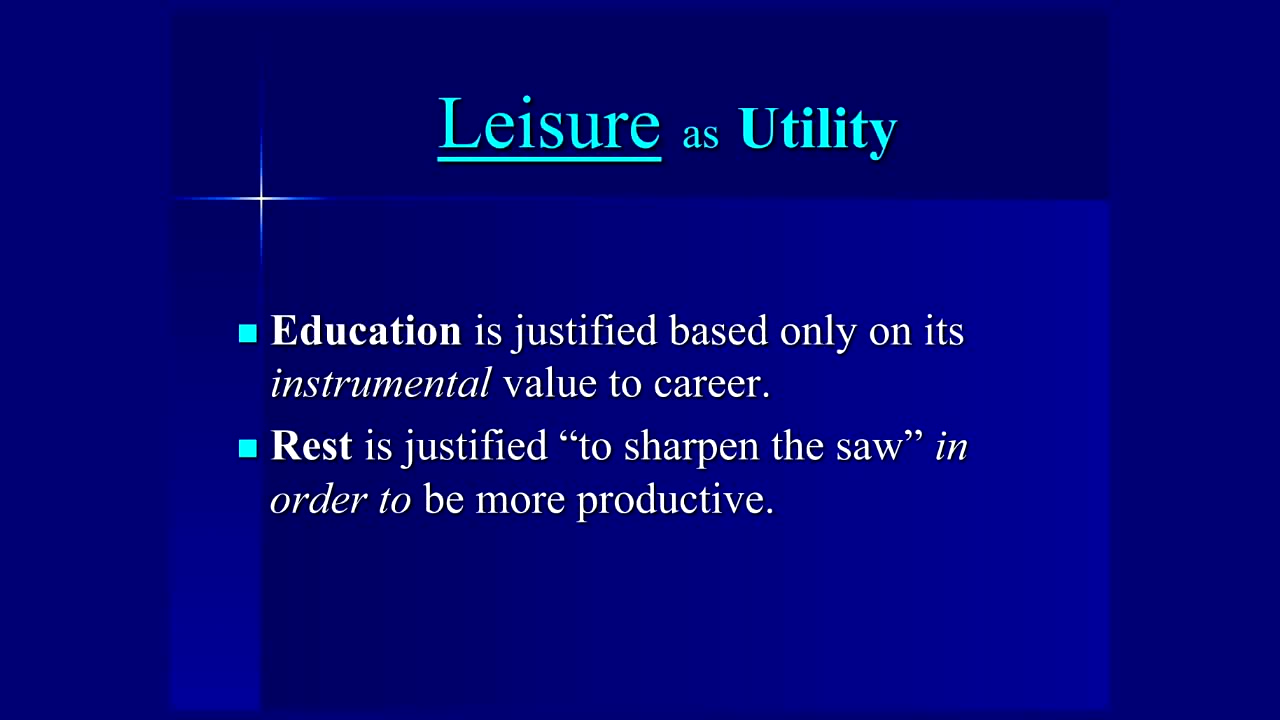 Leisure as Utility
Education is justified based only on its
instrumental value to career.
Rest is justified “to sharpen the saw” in
order to be more productive.